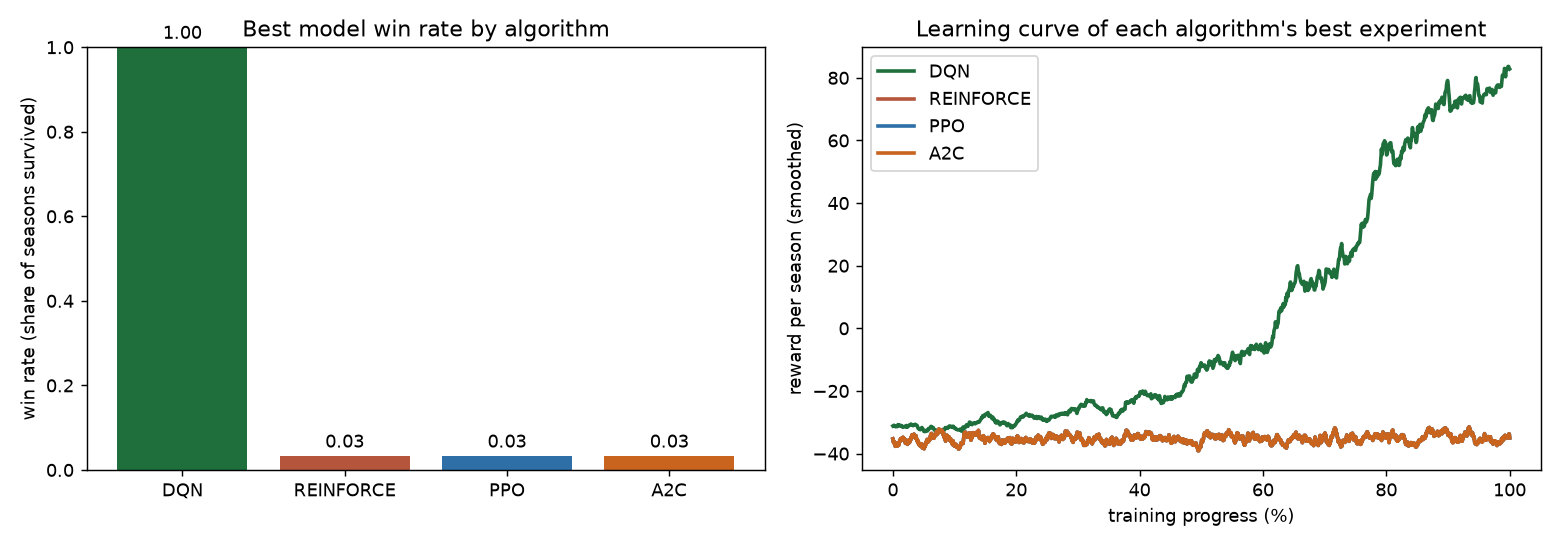 Best model win rate by algorithm
1.00
win rate (share of seasons survived)
1.0
0.8
0.6
0.4
0.2
0.0
0.03
0.03
0.03
DQN
REINFORCE
PPO
A2C
Learning curve of each algorithm's best experiment
DQN
REINFORCE
PPO
A2C
reward per season (smoothed)
80
60
40
20
0
−20
−40
0
20
40
60
80
100
training progress (%)